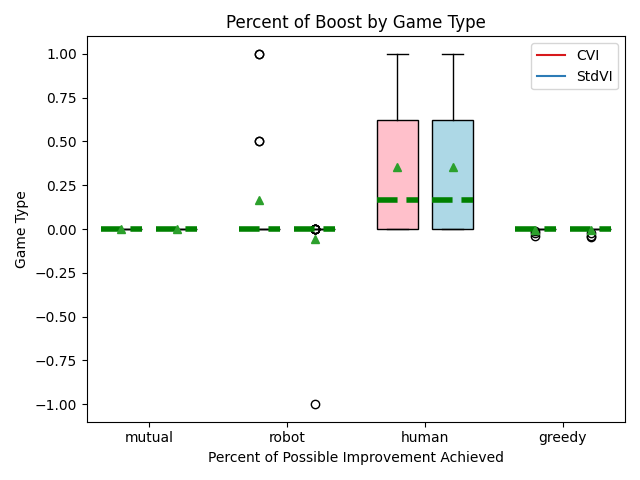 Percent of Boost by Game Type
CVI
StdVI
Game Type
1.00
0.75
0.50
0.25
0.00
−0.25
−0.50
−0.75
−1.00
mutual robot human greedy
Percent of Possible Improvement Achieved